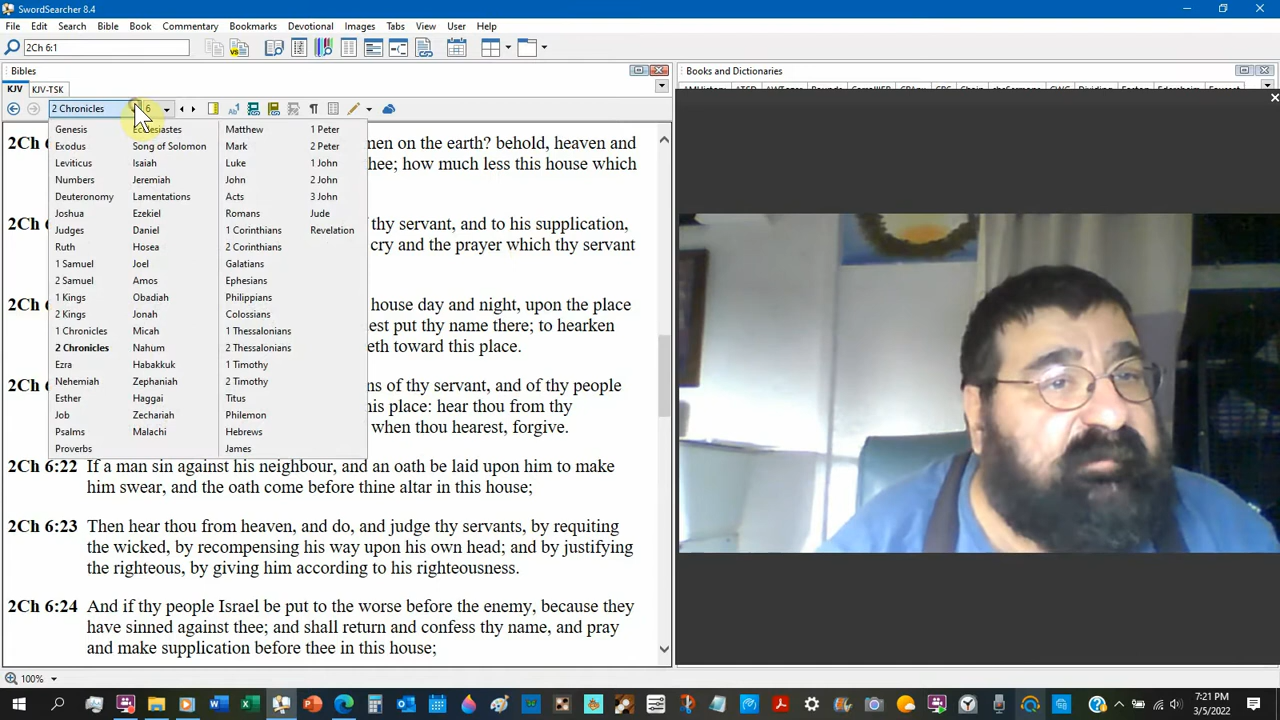 SwordSearcher 8.4
File Edit Search Bible Book Commentary Bookmarks Devotional Images Tabs View User Help
2Ch 6:1
Bibles
Books and Dictionaries
KJV KJV-TSK
2 Chronicles 6
Genesis Ecclesiastes Matthew 1 Peter
Exodus Song of Solomon Mark 2 Peter
Leviticus Isaiah Luke 1 John
Numbers Jeremiah John 2 John
Deuteronomy Lamentations Acts 3 John
Joshua Ezekiel Romans Jude
Judges Daniel 1 Corinthians Revelation
Ruth Hosea 2 Corinthians
1 Samuel Joel Galatians
2 Samuel Amos Ephesians
1 Kings Obadiah Philippians
2 Kings Jonah Colossians
1 Chronicles Micah 1 Thessalonians
2 Chronicles Nahum 2 Thessalonians
Ezra Habakkuk 1 Timothy
Nehemiah Zephaniah 2 Timothy
Esther Haggai Titus
Job Zechariah Philemon
Psalms Malachi Hebrews
Proverbs James
2Ch 6 men on the earth? behold, heaven and
hee; how much less this house which
2Ch 6 f thy servant, and to his supplication,
cry and the prayer which thy servant
2Ch 6 house day and night, upon the place
est put thy name there; to hearken
eth toward this place.
2Ch 6 ns of thy servant, and of thy people
his place: hear thou from thy
when thou hearest, forgive.
2Ch 6:22 If a man sin against his neighbour, and an oath be laid upon him to make
him swear, and the oath come before thine altar in this house;
2Ch 6:23 Then hear thou from heaven, and do, and judge thy servants, by requiting
the wicked, by recompensing his way upon his own head; and by justifying
the righteous, by giving him according to his righteousness.
2Ch 6:24 And if thy people Israel be put to the worse before the enemy, because they
have sinned against thee; and shall return and confess thy name, and pray
and make supplication before thee in this house;
100%
7:21 PM
3/5/2022